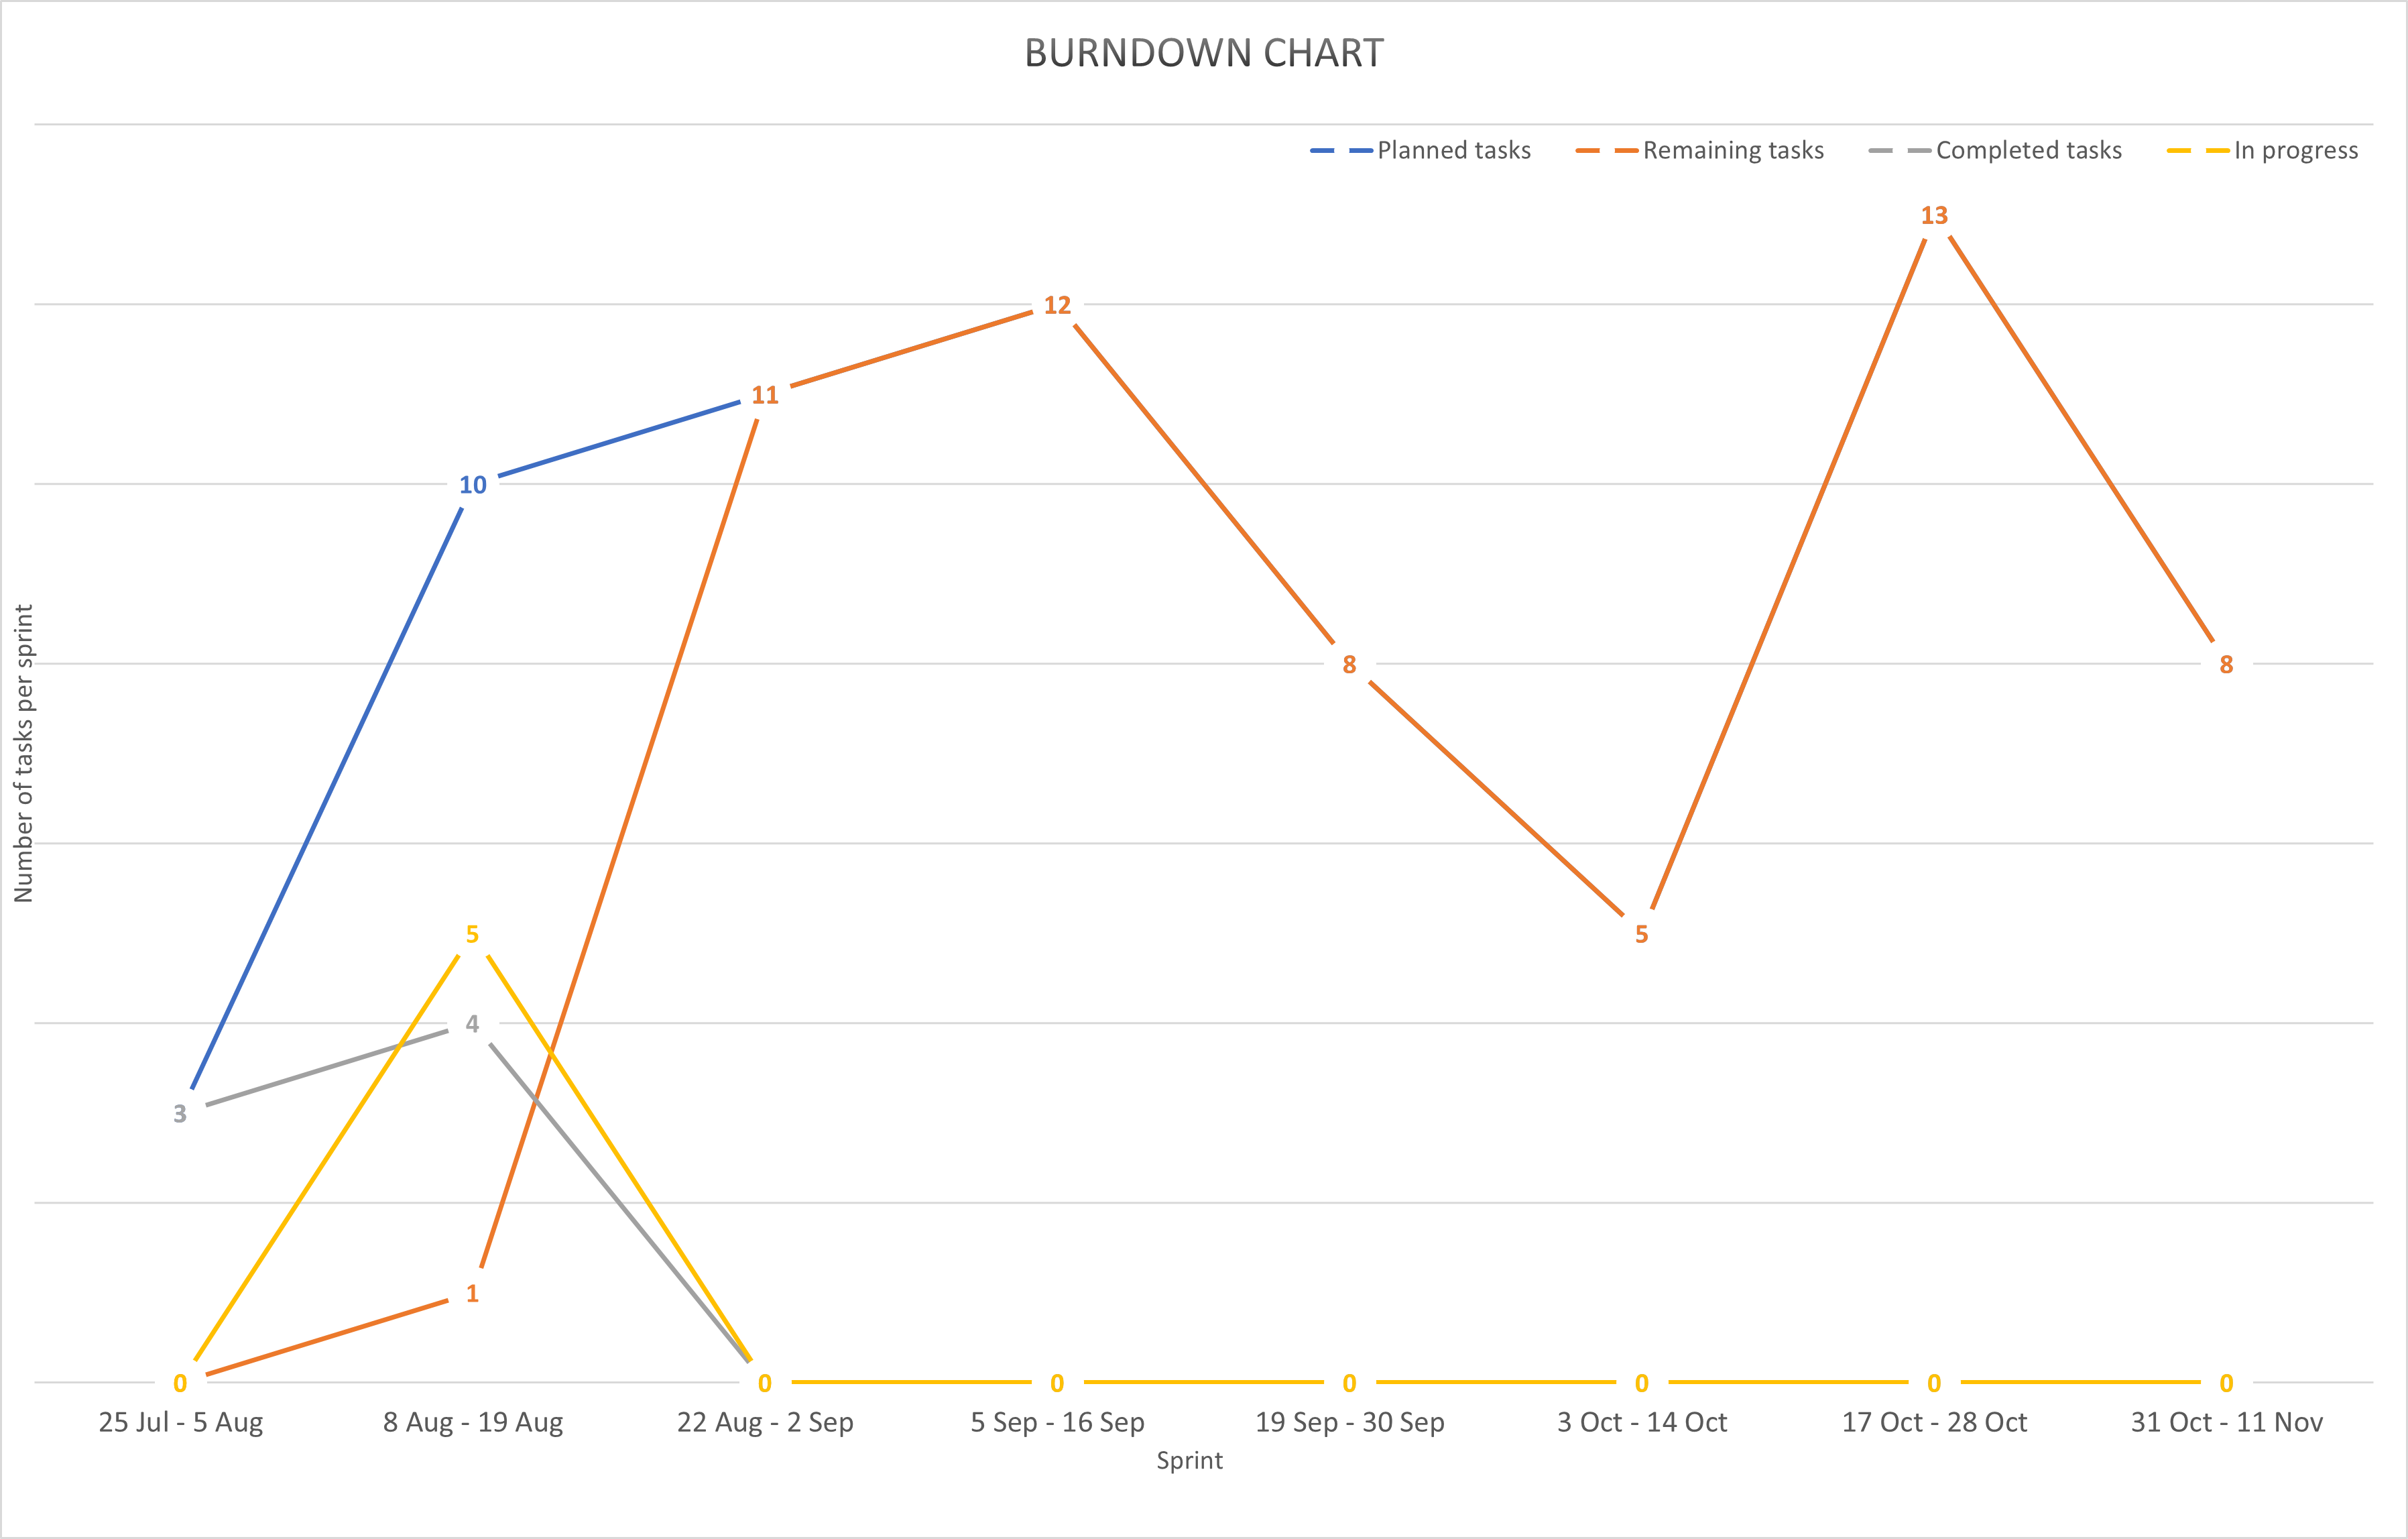 BURNDOWN CHART
Planned tasks Remaining tasks Completed tasks In progress
13
12
11
10
8 8
5 5
4
3
1
0 0 0 0 0 0 0
Number of tasks per sprint
25 Jul - 5 Aug 8 Aug - 19 Aug 22 Aug - 2 Sep 5 Sep - 16 Sep 19 Sep - 30 Sep 3 Oct - 14 Oct 17 Oct - 28 Oct 31 Oct - 11 Nov
Sprint